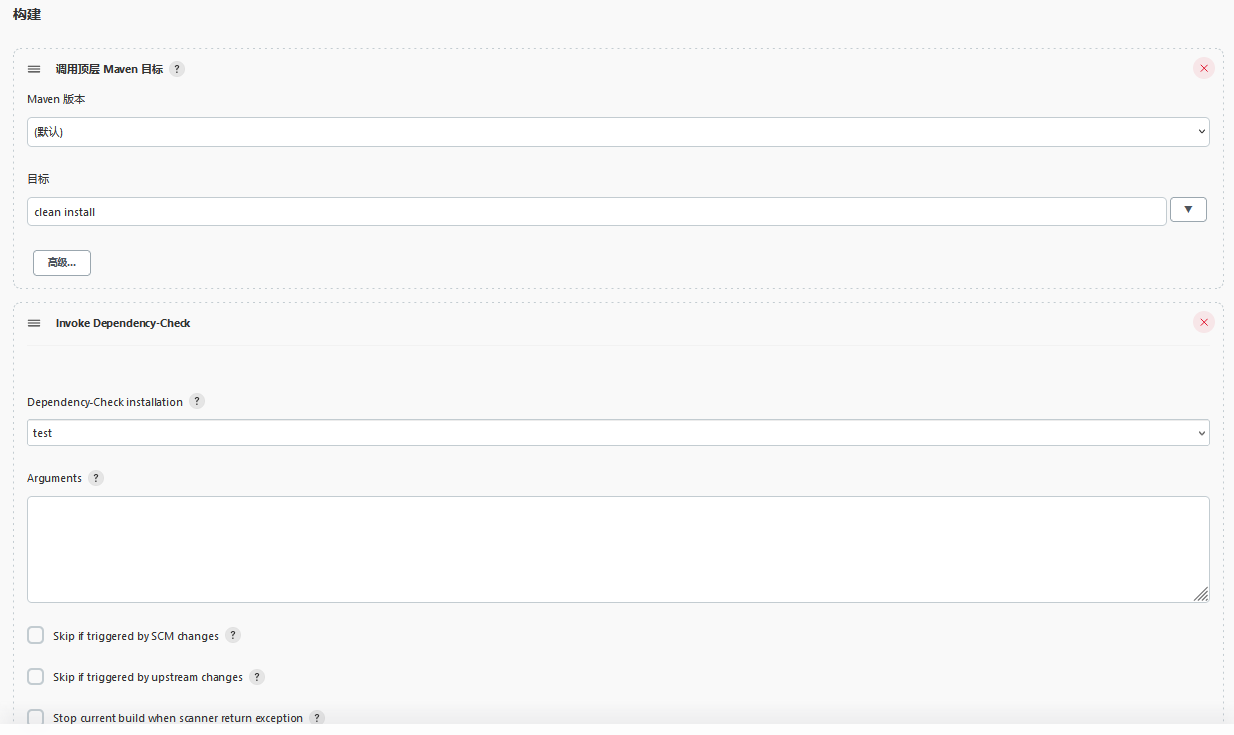 构建
调用顶层 Maven 目标 ?
Maven 版本
(默认)
目标
clean install
高级...
Invoke Dependency-Check
Dependency-Check installation ?
test
Arguments ?
Skip if triggered by SCM changes ?
Skip if triggered by upstream changes ?
Stop current build when scanner return exception ?